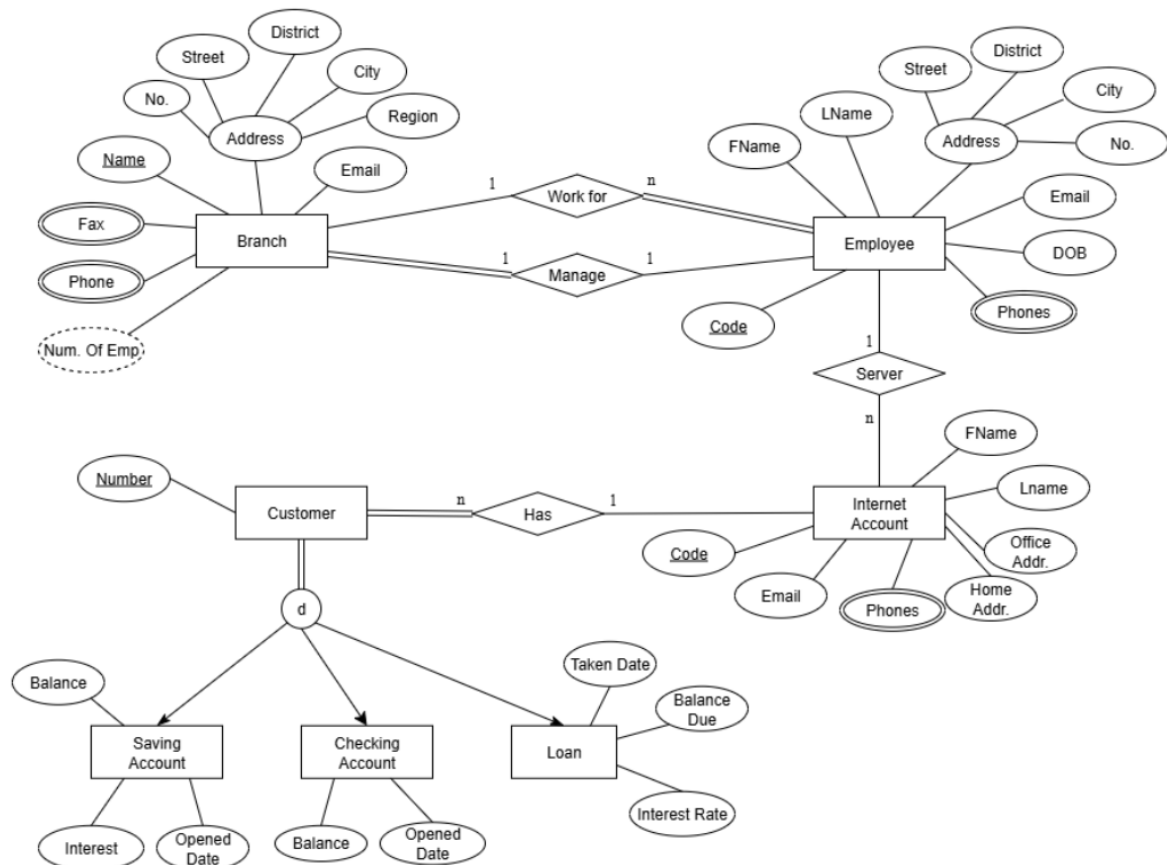 District
Street
City
No.
Region
Address
Name
Email
Fax
Branch
Phone
Num. Of Emp
1
Work for
n
1
Manage
1
District
Street
City
LName
No.
FName
Address
Email
Employee
DOB
Phones
Code
1
Server
n
FName
Lname
Number
Customer
n
Has
1
Internet
Account
Office
Addr.
Code
Email
Phones
Home
Addr.
d
Taken Date
Balance
Balance
Due
Saving
Account
Checking
Account
Loan
Interest Rate
Interest
Opened
Date
Balance
Opened
Date